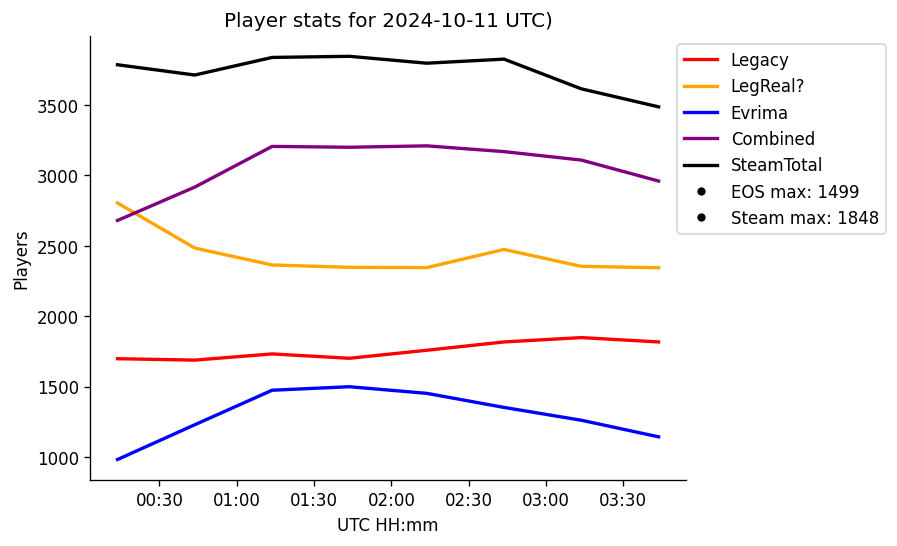 Player stats for 2024-10-11 UTC)
Legacy
LegReal?
Evrima
Combined
SteamTotal
EOS max: 1499
Steam max: 1848
Players
3500
3000
2500
2000
1500
1000
00:30 01:00 01:30 02:00 02:30 03:00 03:30
UTC HH:mm